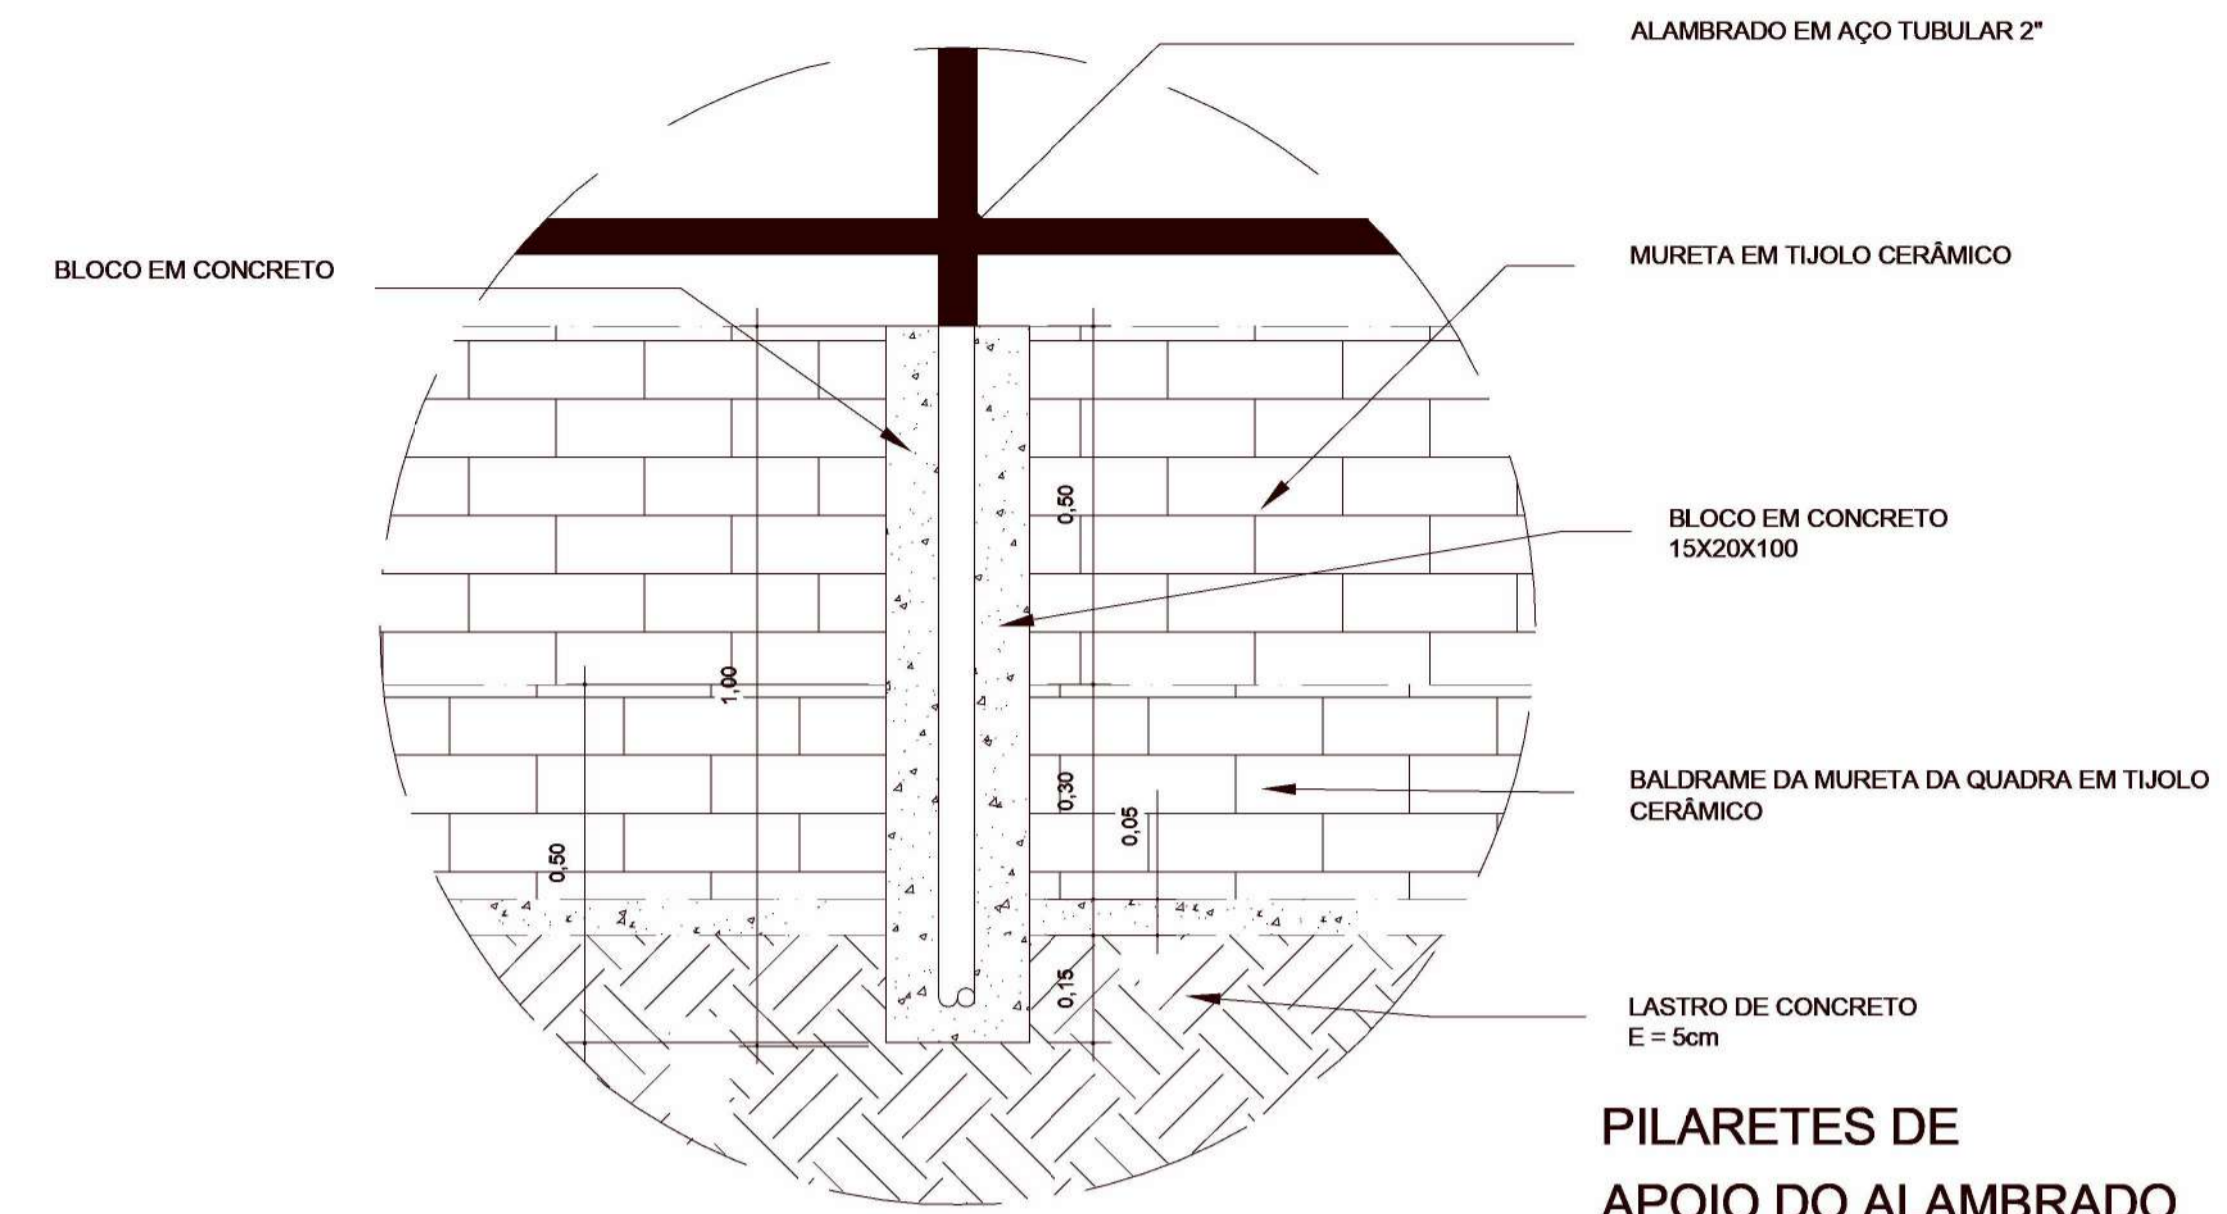 ALAMBRADO EM AÇO TUBULAR 2"
MURETA EM TIJOLO CERÂMICO
BLOCO EM CONCRETO
0,50
BLOCO EM CONCRETO
15X20X100
1,00
0,30
0,05
BALDRAME DA MURETA DA QUADRA EM TIJOLO
CERÂMICO
0,50
0,15
LASTRO DE CONCRETO
E = 5cm
PILARETES DE
APOIO DO ALAMBRADO